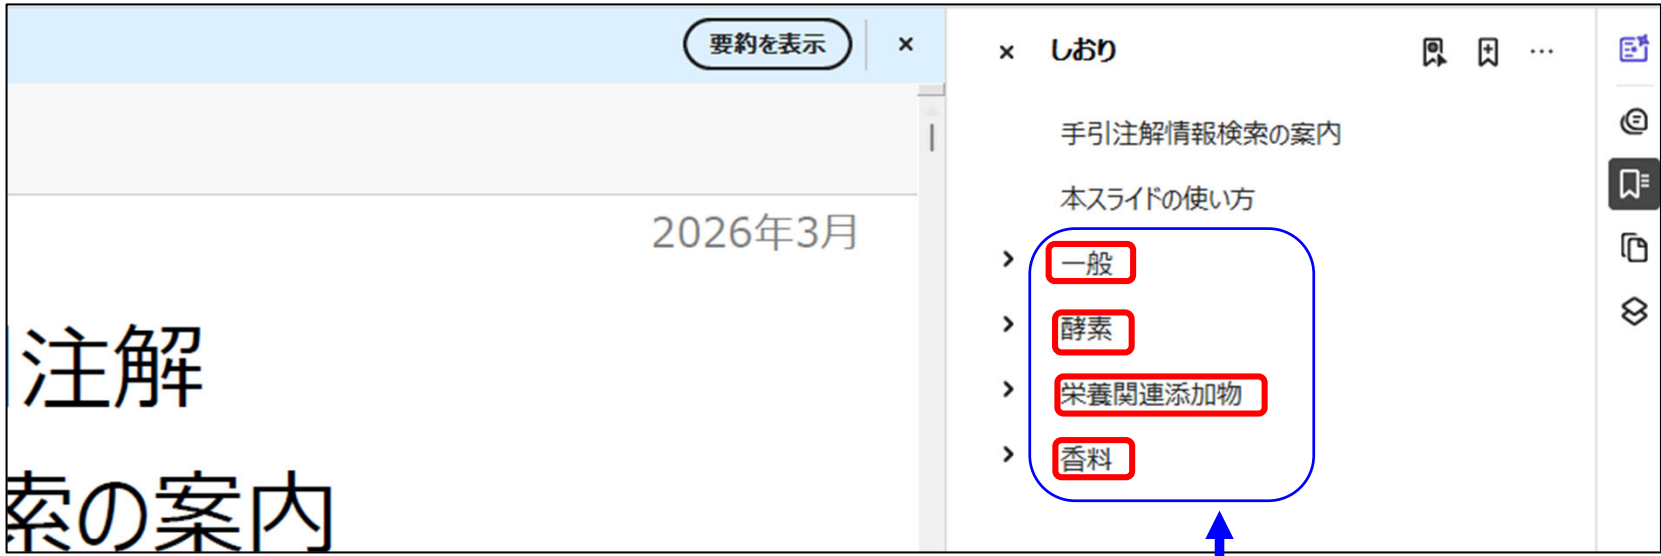 要約を表示
2026年3月
注解
索の案内
しおり
手引注解情報検索の案内
本スライドの使い方
一般
酵素
栄養関連添加物
香料